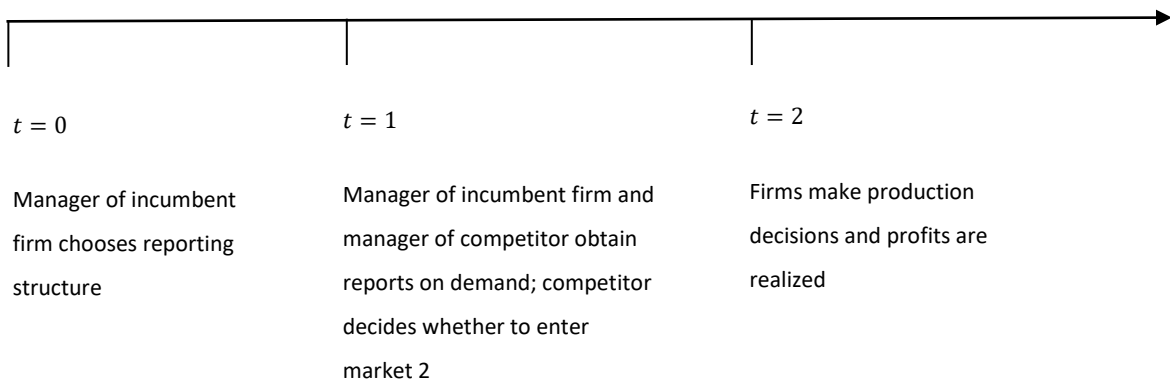 t = 0
Manager of incumbent
firm chooses reporting
structure
t = 1
Manager of incumbent firm and
manager of competitor obtain
reports on demand; competitor
decides whether to enter
market 2
t = 2
Firms make production
decisions and profits are
realized